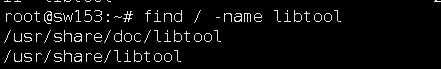 root@sw153:~# find / -name libtool
/usr/share/doc/libtool
/usr/share/libtool